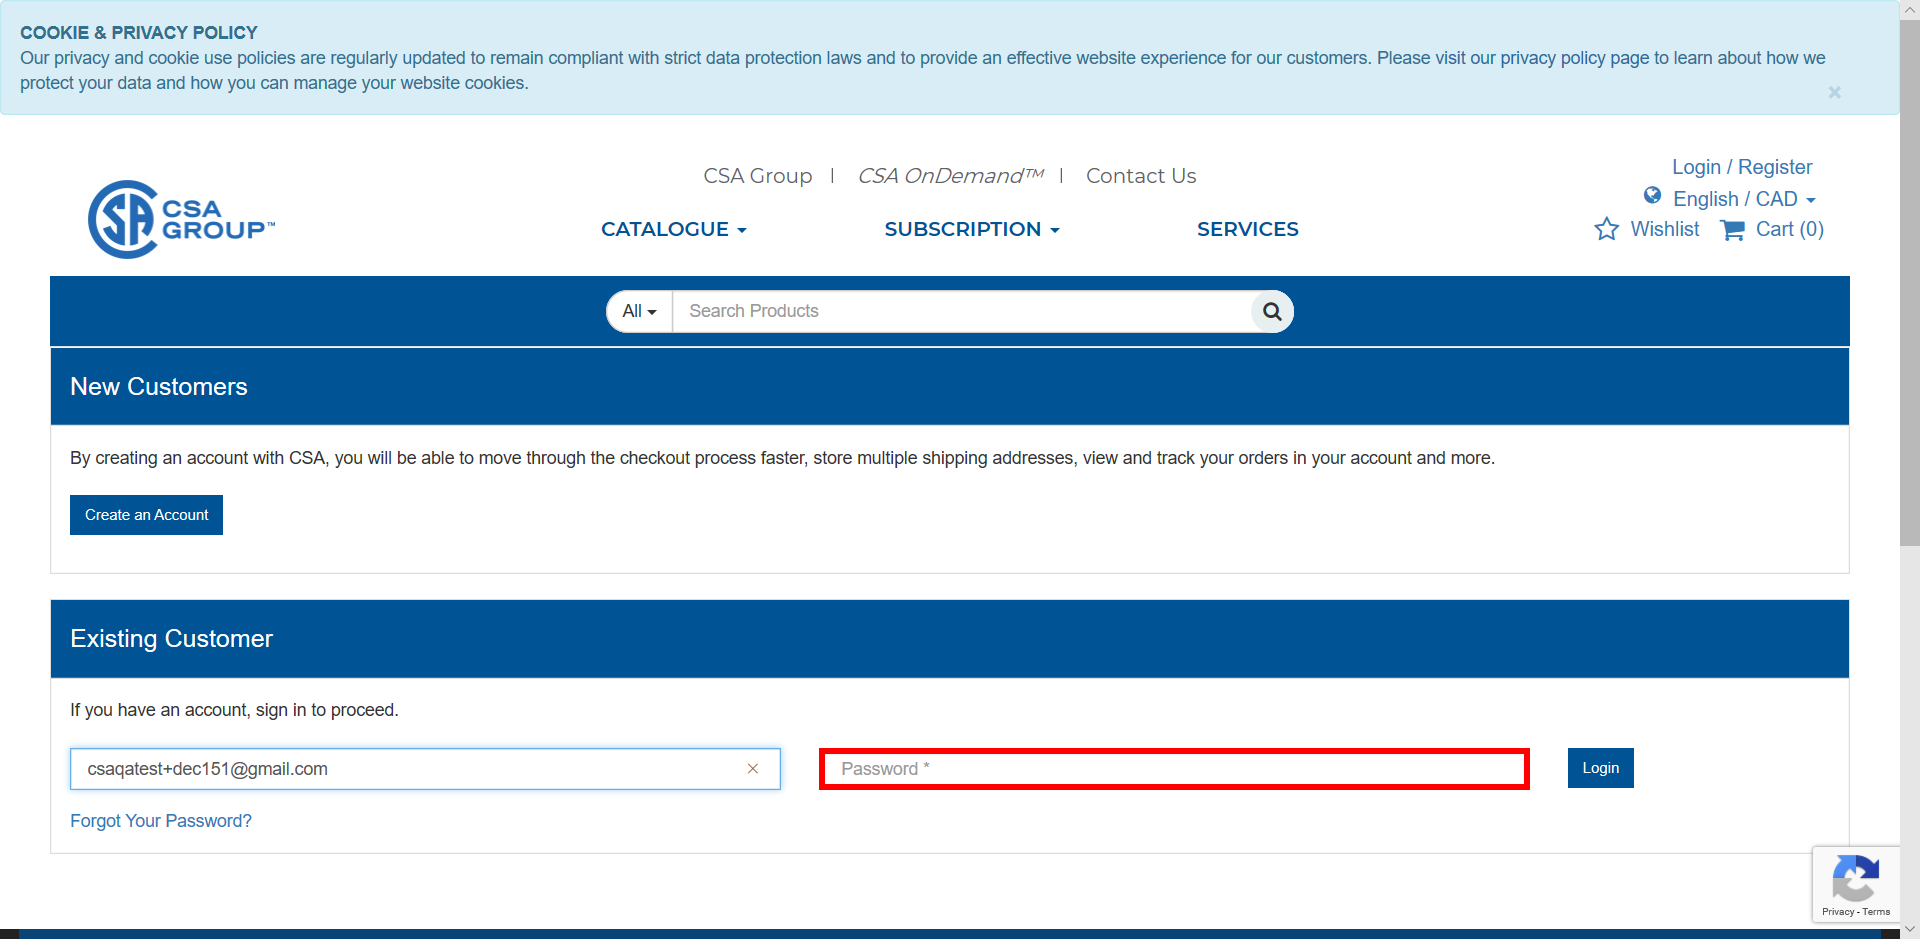 COOKIE & PRIVACY POLICY
Our privacy and cookie use policies are regularly updated to remain compliant with strict data protection laws and to provide an effective website experience for our customers. Please visit our privacy policy page to learn about how we
protect your data and how you can manage your website cookies.
×
CSA Group | CSA OnDemand™ | Contact Us
Login / Register
English / CAD
CSA
GROUP™
CATALOGUE
SUBSCRIPTION
SERVICES
Wishlist
Cart (0)
All
Search Products
New Customers
By creating an account with CSA, you will be able to move through the checkout process faster, store multiple shipping addresses, view and track your orders in your account and more.
Create an Account
Existing Customer
If you have an account, sign in to proceed.
csaqatest+dec151@gmail.com
Password *
Login
Forgot Your Password?
Privacy - Terms